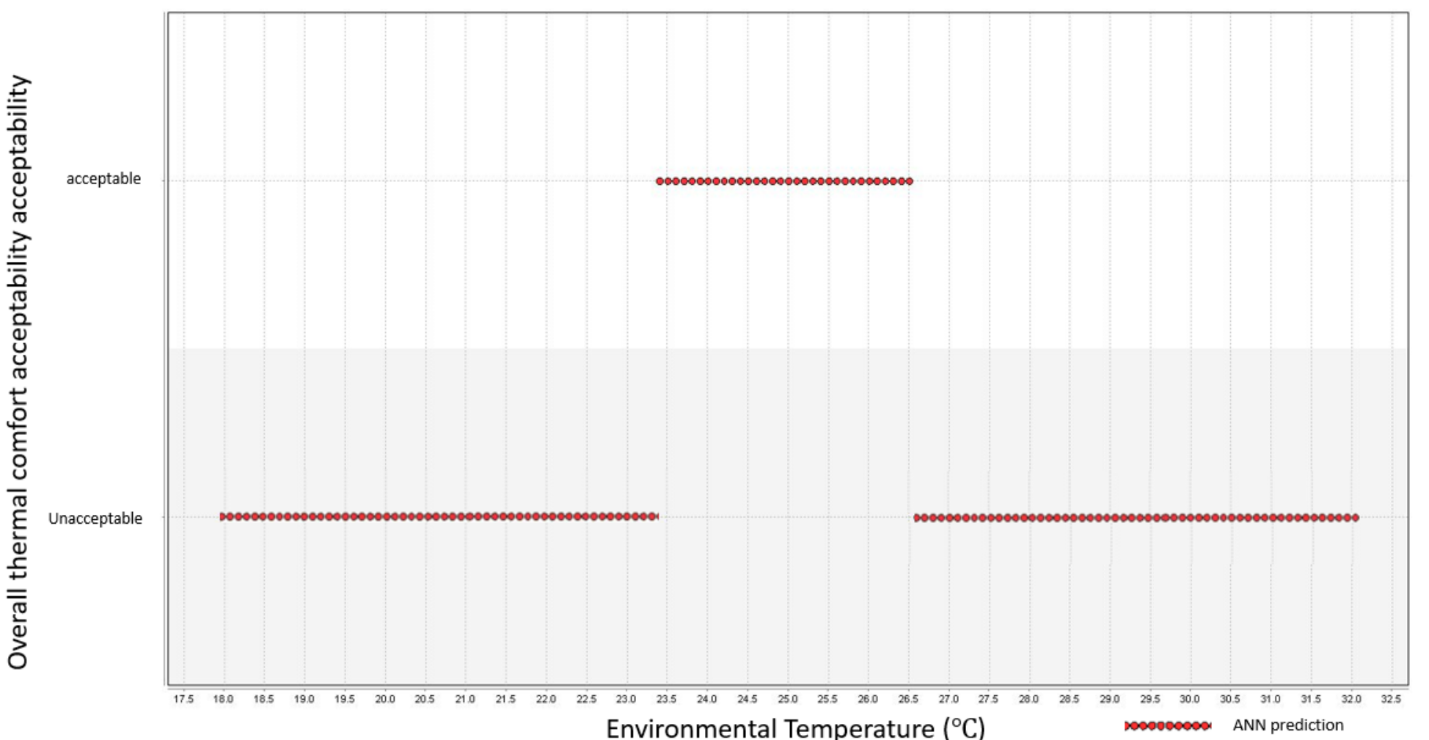 Overall thermal comfort acceptability acceptability
acceptable
Unacceptable
17.5 18.0 18.5 19.0 19.5 20.0 20.5 21.0 21.5 22.0 22.5 23.0 23.5 24.0 24.5 25.0 25.5 26.0 26.5 27.0 27.5 28.0 28.5 29.0 29.5 30.0 30.5 31.0 31.5 32.0 32.5
Environmental Temperature (°C)
ANN prediction